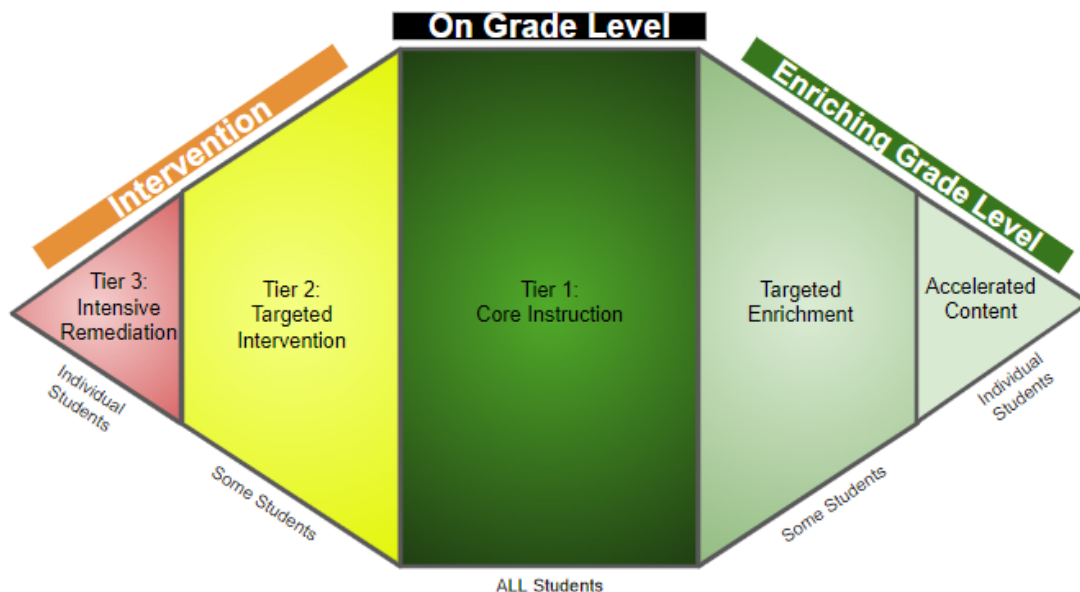 On Grade Level
Intervention
Enriching Grade Level
Tier 3:
Intensive
Remediation
Tier 2:
Targeted
Intervention
Tier 1:
Core Instruction
Targeted
Enrichment
Accelerated
Content
Individual
Students
Some Students
ALL Students
Some Students
Individual
Students